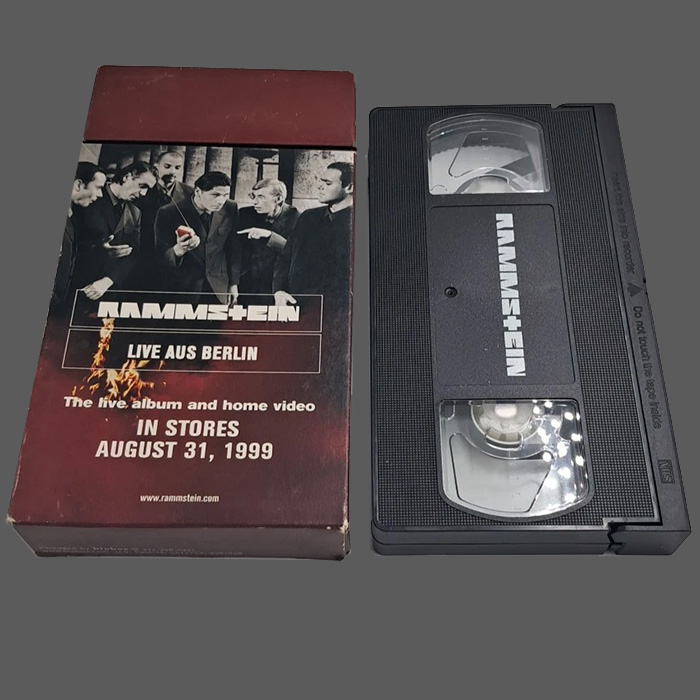 RAMMSTEIN
LIVE AUS BERLIN
The live album and home video
IN STORES
AUGUST 31, 1999
www.rammstein.com
RAMMSTEIN
Do not touch the tape inside
VHS